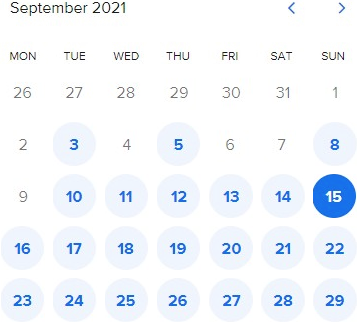 September 2021
MON TUE WED THU FRI SAT SUN
26 27 28 29 30 31 1
2 3 4 5 6 7 8
9 10 11 12 13 14 15
16 17 18 19 20 21 22
23 24 25 26 27 28 29